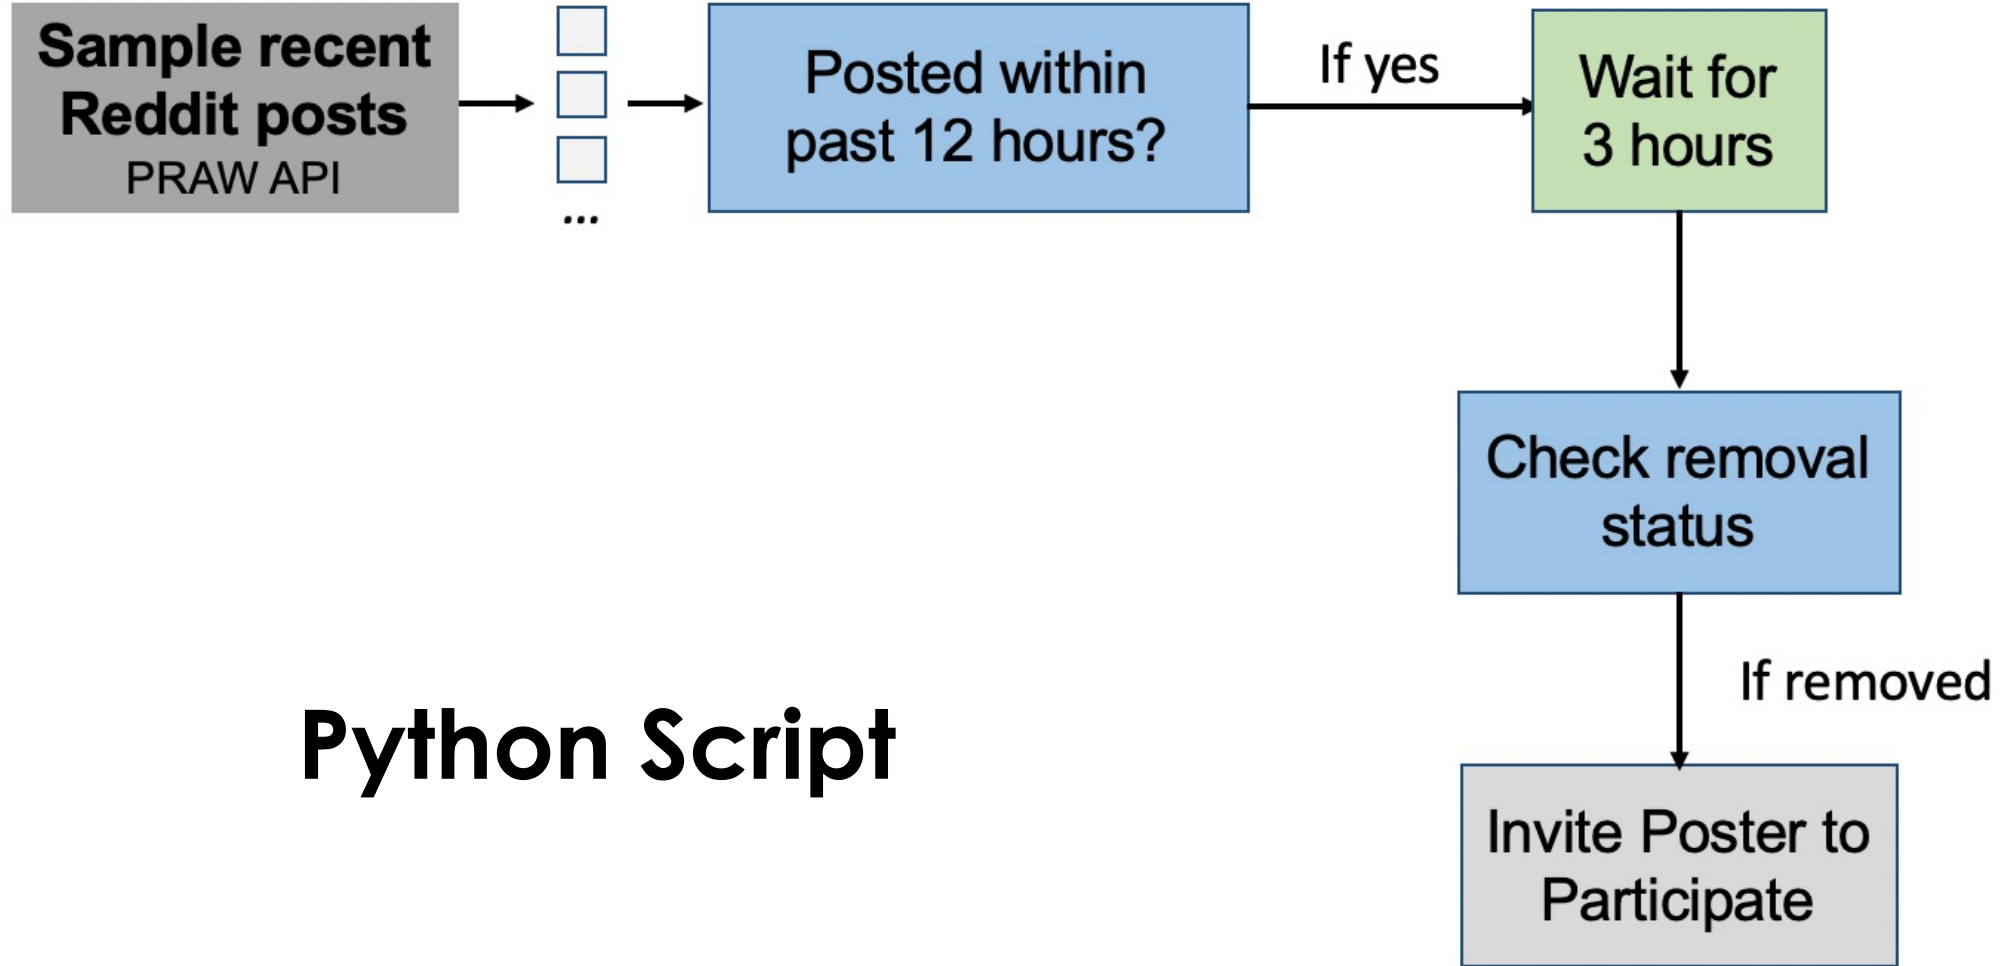 Sample recent
Reddit posts
PRAW API
...
Posted within
past 12 hours?
If yes
Wait for
3 hours
Check removal
status
If removed
Python Script
Invite Poster to
Participate